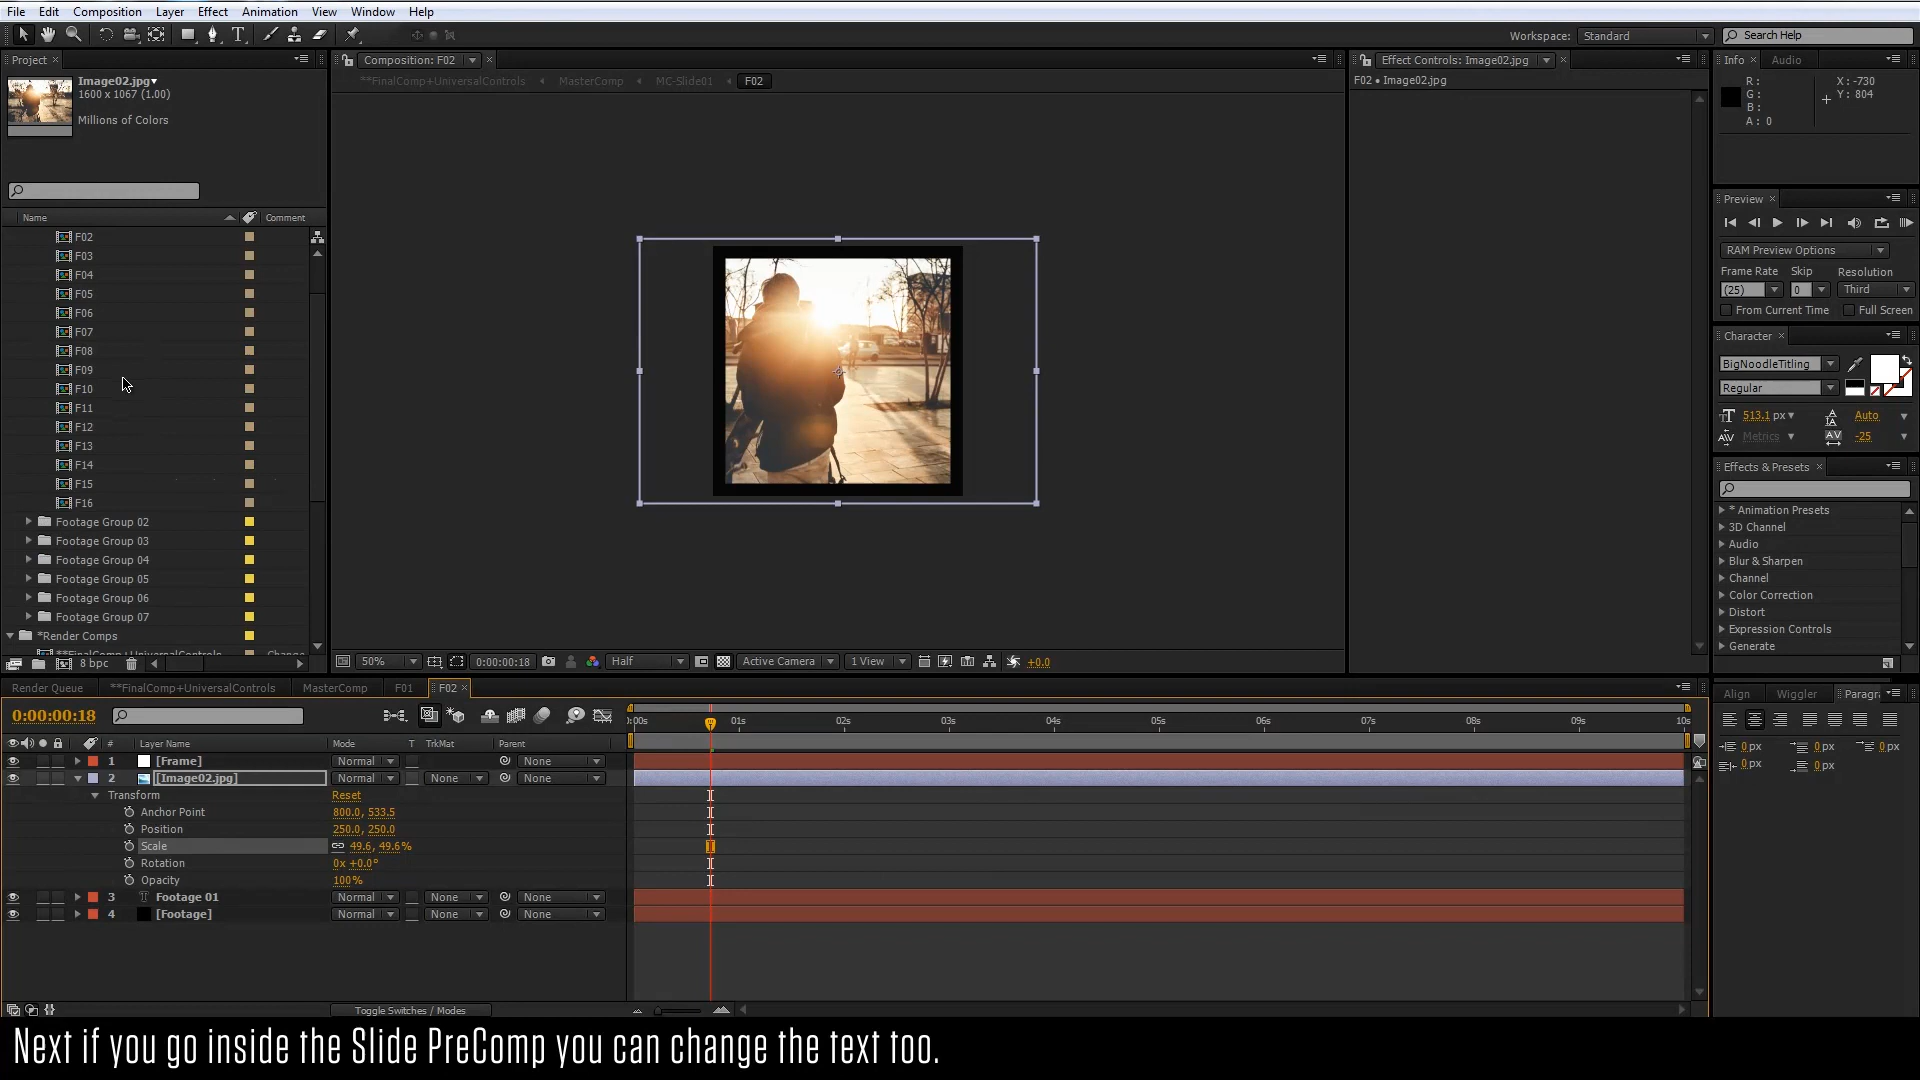 File Edit Composition Layer Effect Animation View Window Help
Workspace: Standard Search Help
Project
Image02.jpg
1600 x 1067 (1.00)
Millions of Colors
Name Comment
F02
F03
F04
F05
F06
F07
F08
F09
F10
F11
F12
F13
F14
F15
F16
Footage Group 02
Footage Group 03
Footage Group 04
Footage Group 05
Footage Group 06
Footage Group 07
*Render Comps
8 bpc
Composition: F02
**FinalComp+UniversalControls MasterComp MC-Slide01 F02
50% 0:00:00:18 Half Active Camera 1 View +0.0
Effect Controls: Image02.jpg
F02 • Image02.jpg
Info Audio
R :
G :
B :
A : 0
X : -730
Y : 804
Preview
RAM Preview Options
Frame Rate Skip Resolution
(25) 0 Third
From Current Time Full Screen
Character
BigNoodleTitling
Regular
513.1 px Auto
Metrics -25
Effects & Presets
* Animation Presets
3D Channel
Audio
Blur & Sharpen
Channel
Color Correction
Distort
Expression Controls
Generate
Render Queue **FinalComp+UniversalControls MasterComp F01 F02
0:00:00:18
# Layer Name Mode T TrkMat Parent
:00s 01s 02s 03s 04s 05s 06s 07s 08s 09s 10s
1 [Frame] Normal None
2 [Image02.jpg] Normal None None
Transform Reset
Anchor Point 800.0, 533.5
Position 250.0, 250.0
Scale 49.6, 49.6%
Rotation 0x +0.0°
Opacity 100%
3 Footage 01 Normal None None
4 [Footage] Normal None None
Toggle Switches / Modes
Align Wiggler Paragr
0 px 0 px 0 px
0 px 0 px
Next if you go inside the Slide PreComp you can change the text too.